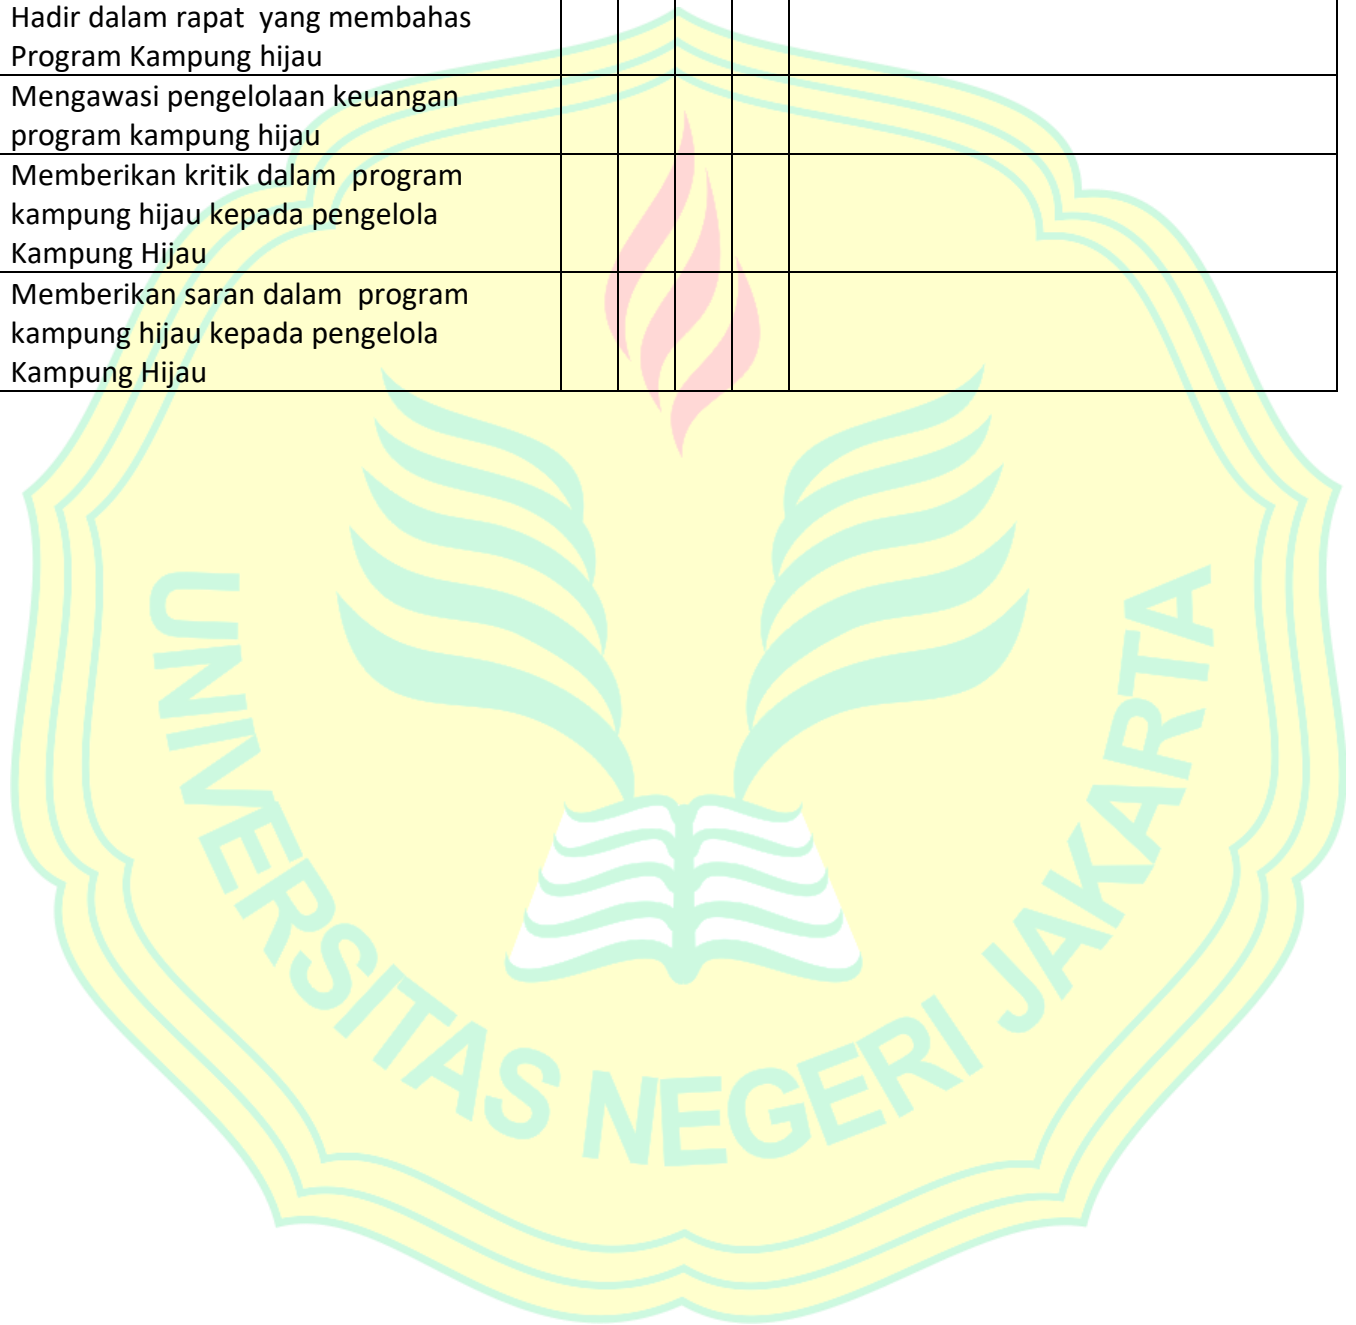 Hadir dalam rapat  yang membahas
Program Kampung hijau
Mengawasi pengelolaan keuangan
program kampung hijau
Memberikan kritik dalam  program
kampung hijau kepada pengelola
Kampung Hijau
Memberikan saran dalam  program
kampung hijau kepada pengelola
Kampung Hijau
UNIVERSITAS NEGERI JAKARTA